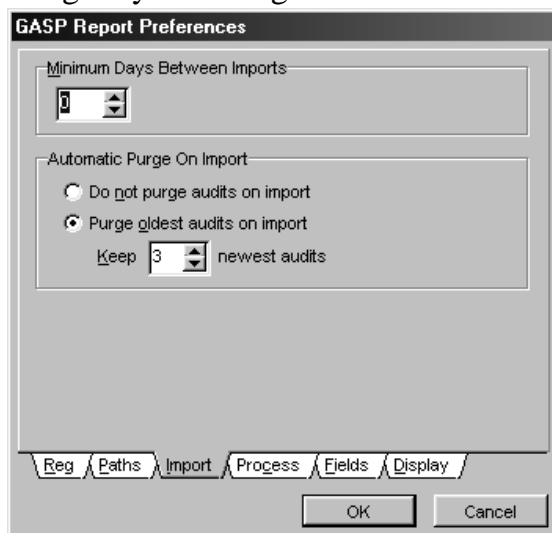 GASP Report Preferences
Minimum Days Between Imports
0
Automatic Purge On Import
Do not purge audits on import
Purge oldest audits on import
Keep 3 newest audits
Reg Paths Import Process Fields Display
OK Cancel